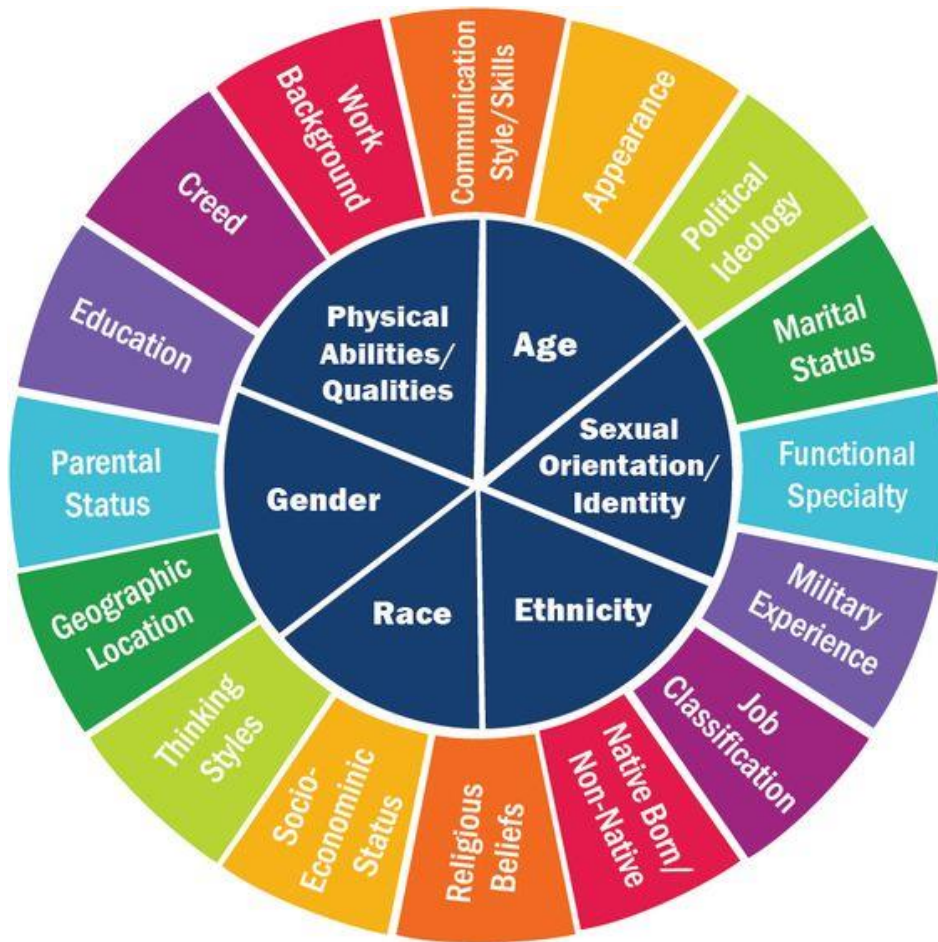 Communication
Style/Skills
Appearance
Political
Ideology
Marital
Status
Functional
Specialty
Military
Experience
Job
Classification
Native Born/
Non-Native
Religious
Beliefs
Socio-
Econominic
Status
Thinking
Styles
Geographic
Location
Parental
Status
Education
Creed
Work
Background
Physical
Abilities/
Qualities
Age
Sexual
Orientation/
Identity
Ethnicity
Race
Gender